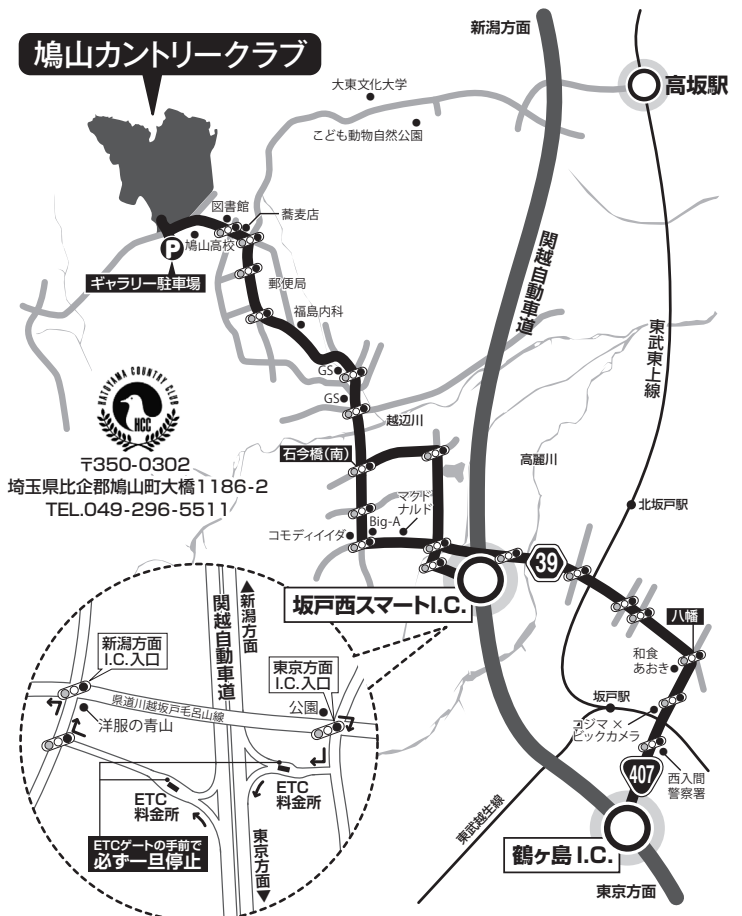 鳩山カントリークラブ
新潟方面
高坂駅
大東文化大学
こども動物自然公園
図書館
蕎麦店
P
鳩山高校
ギャラリー駐車場
郵便局
福島内科
関越自動車道
東武東上線
GS
GS
HATOYAMA COUNTRY CLUB
HCC
〒350-0302
埼玉県比企郡鳩山町大橋1186-2
TEL.049-296-5511
越辺川
石今橋(南)
高麗川
マクド
ナルド
Big-A
コモディイイダ
北坂戸駅
39
坂戸西スマートI.C.
八幡
和食
あおき
坂戸駅
コジマ×
ビックカメラ
西入間
警察署
407
東武越生線
鶴ヶ島I.C.
東京方面
▲新潟方面
関越自動車道
新潟方面
I.C.入口
東京方面
I.C.入口
県道川越坂戸毛呂山線
公園
洋服の青山
ETC
料金所
ETC
料金所
ETCゲートの手前で
必ず一旦停止
東京方面▼